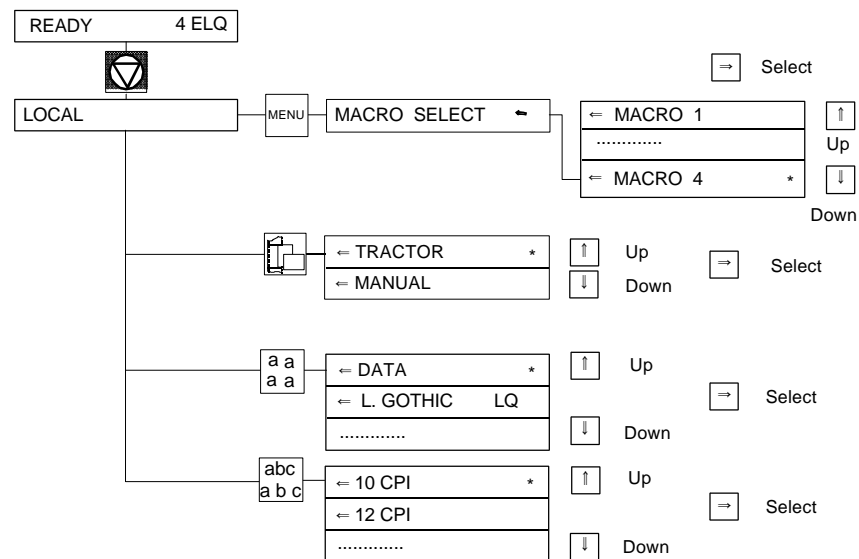 READY 4 ELQ
⇒ Select
LOCAL
MENU
MACRO SELECT ⬅
⇐ MACRO 1
.............
⇐ MACRO 4 *
⇑
Up
⇓
Down
⇐ TRACTOR *
⇐ MANUAL
⇑ Up
⇓ Down
⇒ Select
a a
a a
⇐ DATA *
⇐ L. GOTHIC LQ
.............
⇑ Up
⇓ Down
⇒ Select
abc
a b c
⇐ 10 CPI *
⇐ 12 CPI
.............
⇑ Up
⇓ Down
⇒ Select